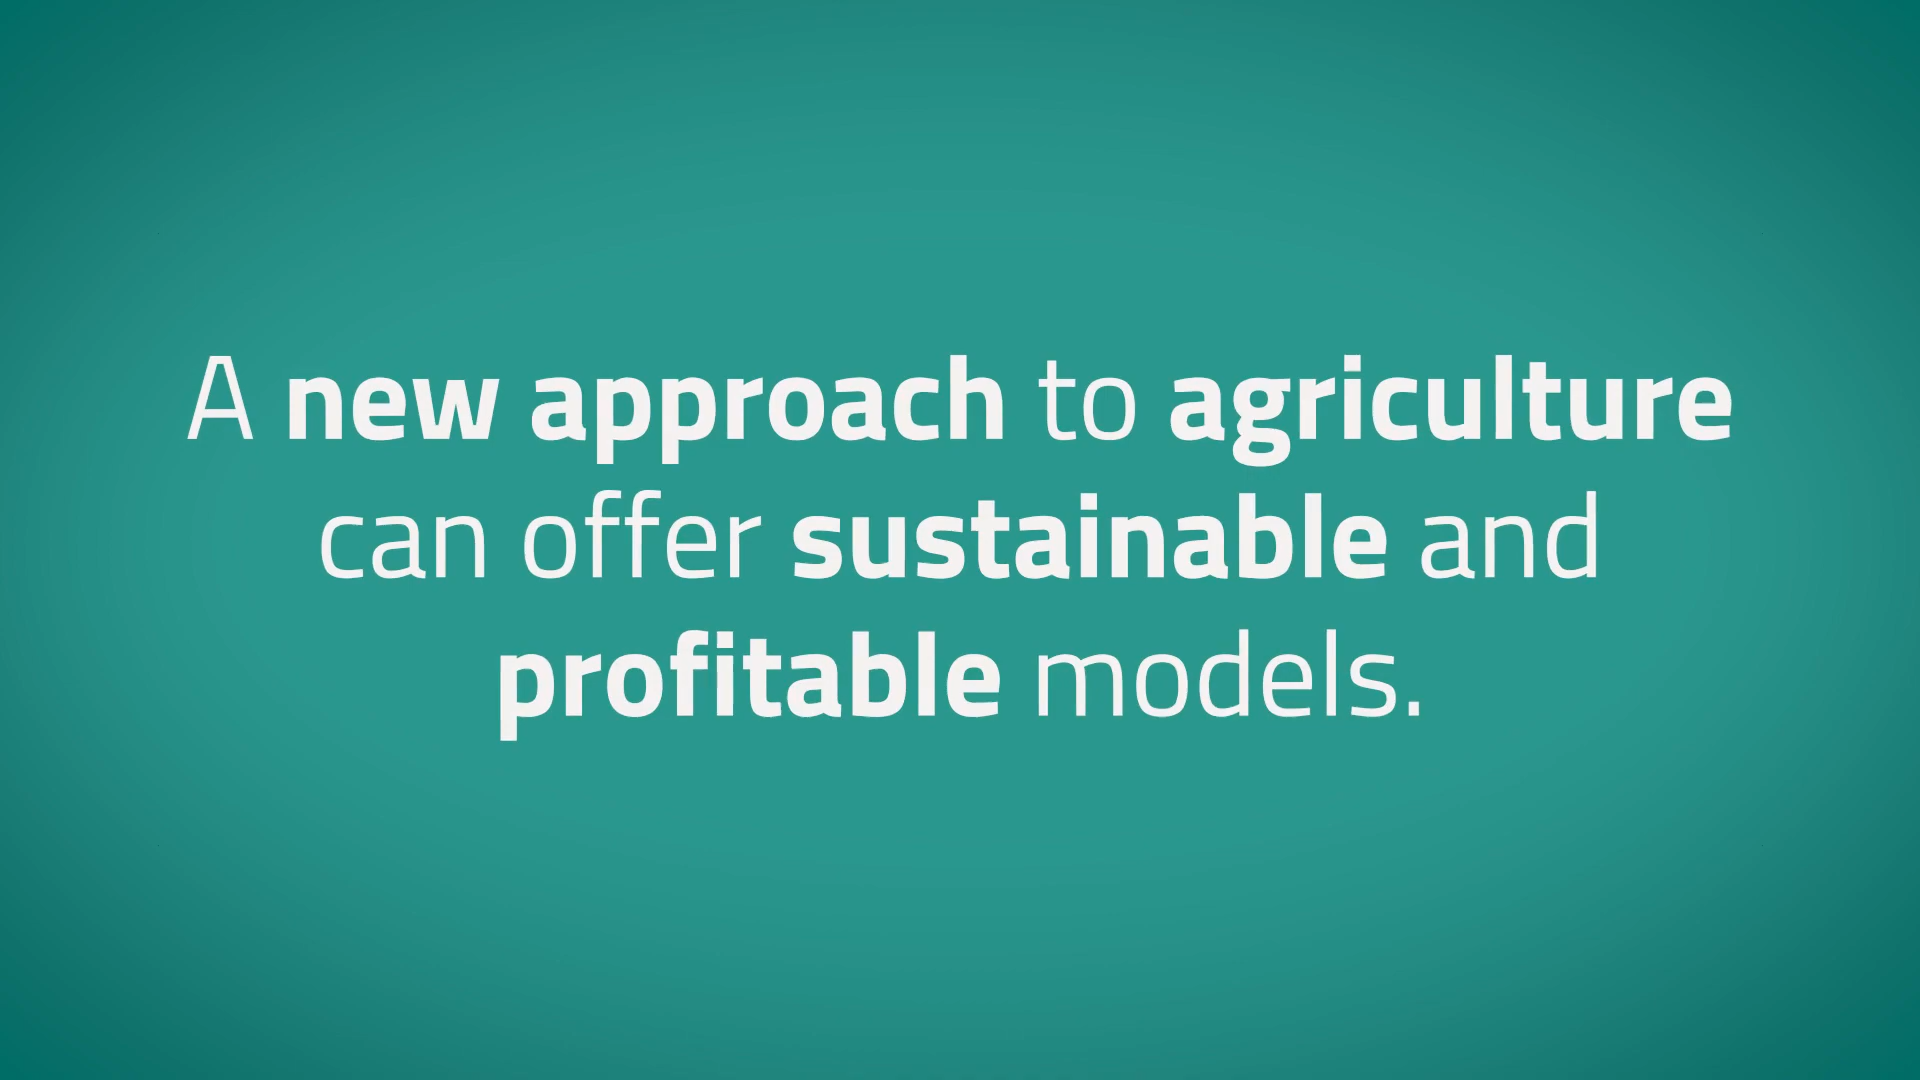 A new approach to agriculture
can offer sustainable and
profitable models.